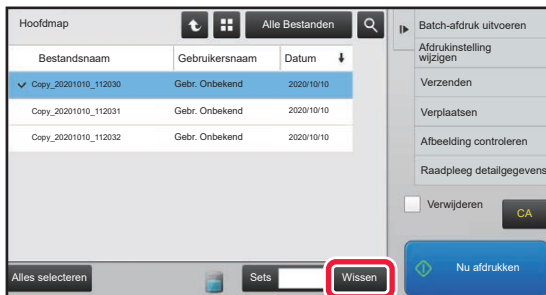 Hoofdmap
Alle Bestanden
Bestandsnaam Gebruikersnaam Datum
Copy_20201010_112030 Gebr. Onbekend 2020/10/10
Copy_20201010_112031 Gebr. Onbekend 2020/10/10
Copy_20201010_112032 Gebr. Onbekend 2020/10/10
Alles selecteren
Sets
Wissen
Batch-afdruk uitvoeren
Afdrukinstelling
wijzigen
Verzenden
Verplaatsen
Afbeelding controleren
Raadpleeg detailgegevens
Verwijderen
CA
Nu afdrukken